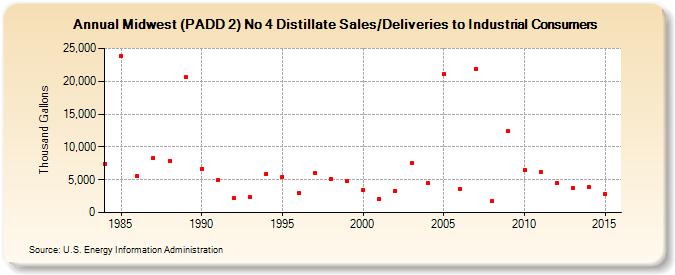 Annual Midwest (PADD 2) No 4 Distillate Sales/Deliveries to Industrial Consumers
Thousand Gallons
25,000
20,000
15,000
10,000
5,000
0
1985 1990 1995 2000 2005 2010 2015
Source: U.S. Energy Information Administration